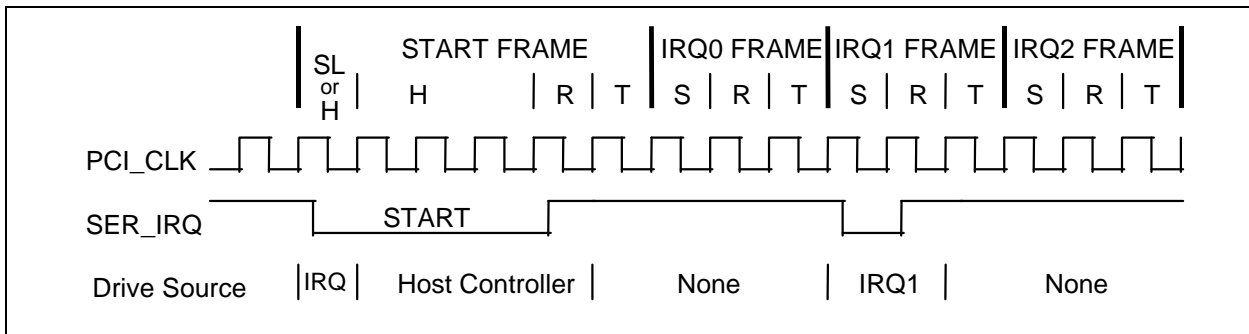 START FRAME IRQ0 FRAME IRQ1 FRAME IRQ2 FRAME
SL
or
H
H R T S R T S R T S R T
PCI_CLK
SER_IRQ START
Drive Source IRQ Host Controller None IRQ1 None